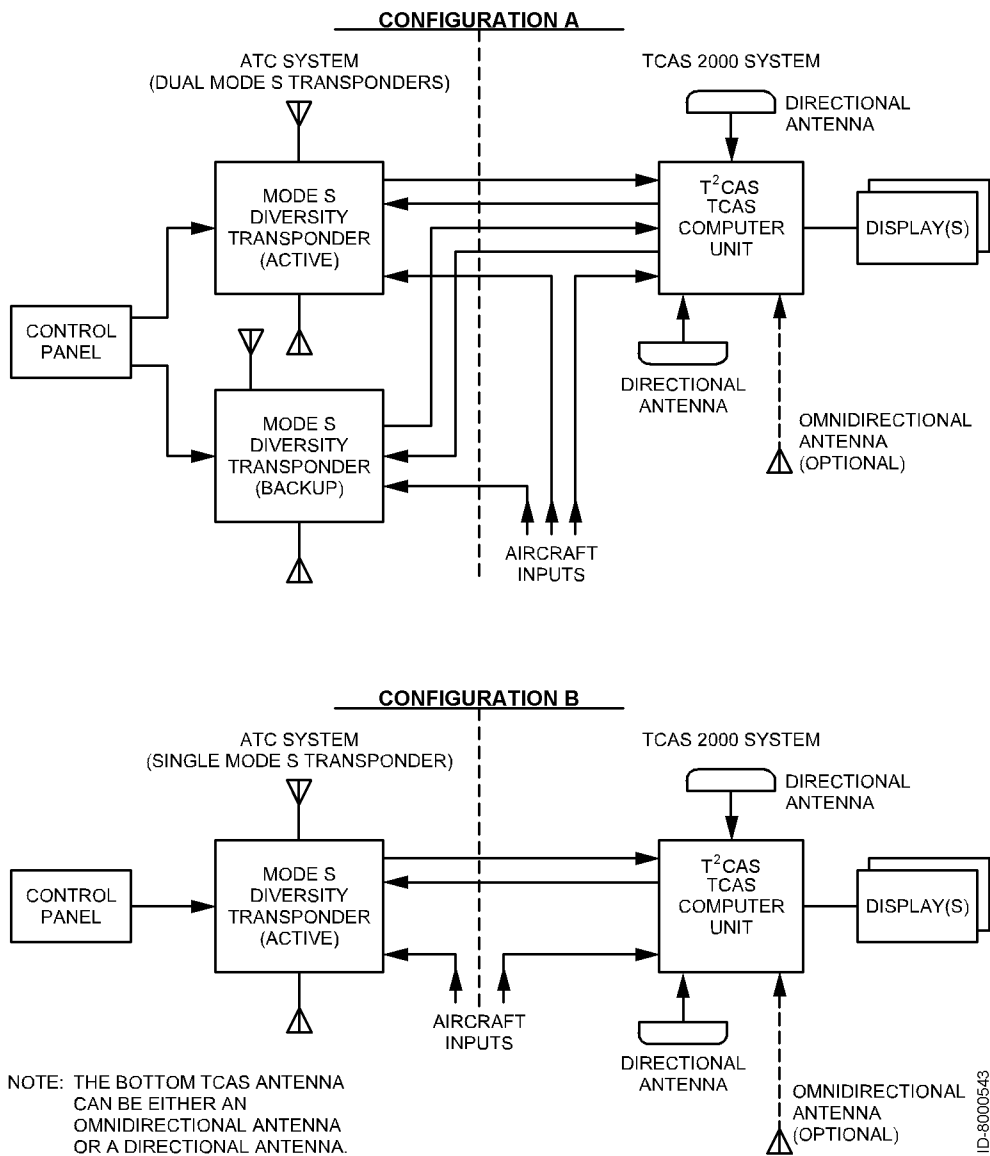 CONFIGURATION A
ATC SYSTEM
(DUAL MODE S TRANSPONDERS)
TCAS 2000 SYSTEM
DIRECTIONAL
ANTENNA
MODE S
DIVERSITY
TRANSPONDER
(ACTIVE)
T²CAS
TCAS
COMPUTER
UNIT
DISPLAY(S)
CONTROL
PANEL
DIRECTIONAL
ANTENNA
MODE S
DIVERSITY
TRANSPONDER
(BACKUP)
OMNIDIRECTIONAL
ANTENNA
(OPTIONAL)
AIRCRAFT
INPUTS
CONFIGURATION B
ATC SYSTEM
(SINGLE MODE S TRANSPONDER)
TCAS 2000 SYSTEM
DIRECTIONAL
ANTENNA
CONTROL
PANEL
MODE S
DIVERSITY
TRANSPONDER
(ACTIVE)
T²CAS
TCAS
COMPUTER
UNIT
DISPLAY(S)
AIRCRAFT
INPUTS
DIRECTIONAL
ANTENNA
OMNIDIRECTIONAL
ANTENNA
(OPTIONAL)
NOTE: THE BOTTOM TCAS ANTENNA
CAN BE EITHER AN
OMNIDIRECTIONAL ANTENNA
OR A DIRECTIONAL ANTENNA.
ID-8000543